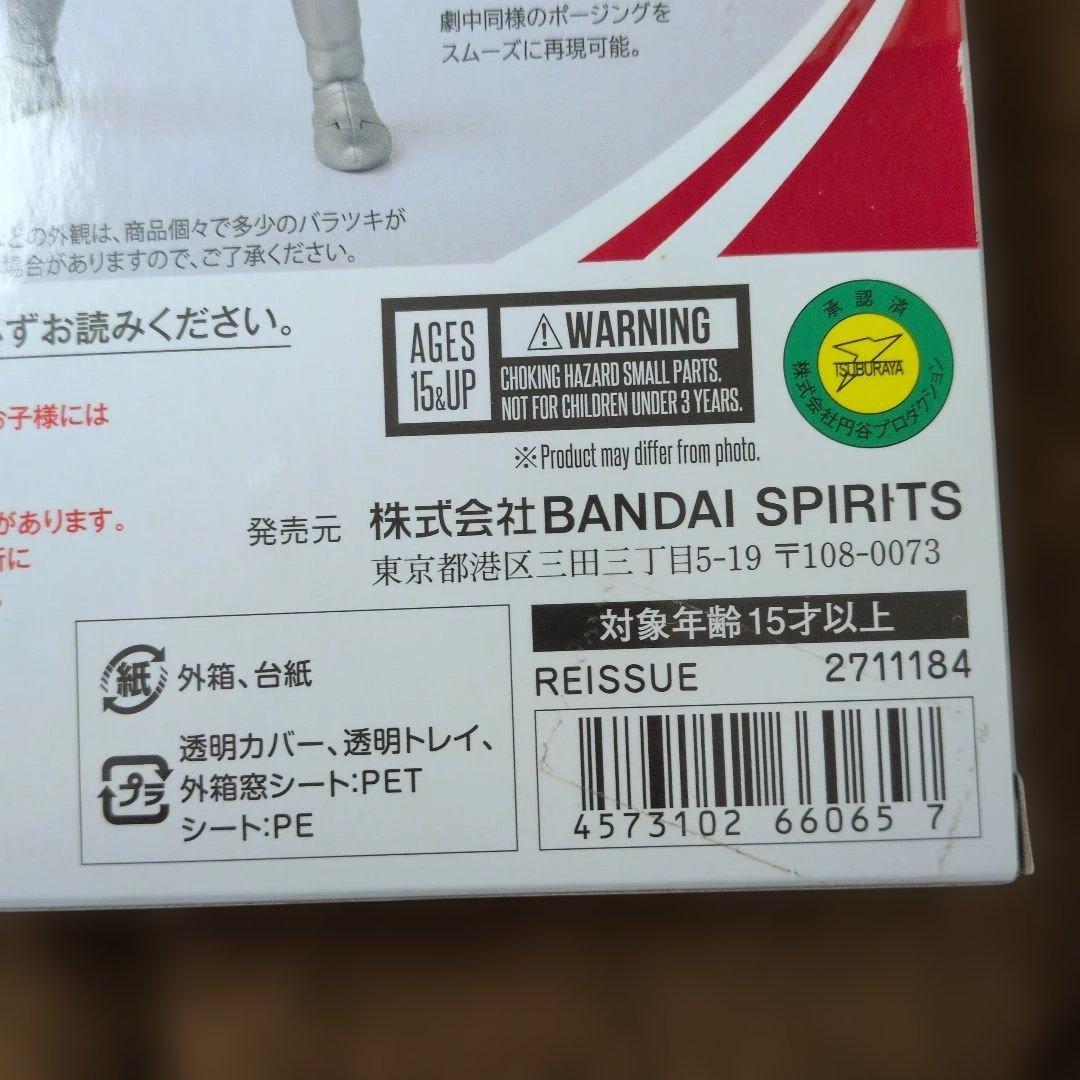 劇中同様のポージングを
スムーズに再現可能。
の外観は、商品個々で多少のバラツキが
場合がありますので、ご了承ください。
ずお読みください。
お子様には
があります。
に
AGES
15&UP
⚠WARNING
CHOKING HAZARD SMALL PARTS.
NOT FOR CHILDREN UNDER 3 YEARS.
承認済
TSUBURAYA
株式会社円谷プロダクション
※Product may differ from photo.
発売元 株式会社BANDAI SPIRITS
東京都港区三田三丁目5-19 〒108-0073
対象年齢15才以上
REISSUE 2711184
紙 外箱、台紙
プラ 透明カバー、透明トレイ、
外箱窓シート:PET
シート:PE
4573102 66065 7